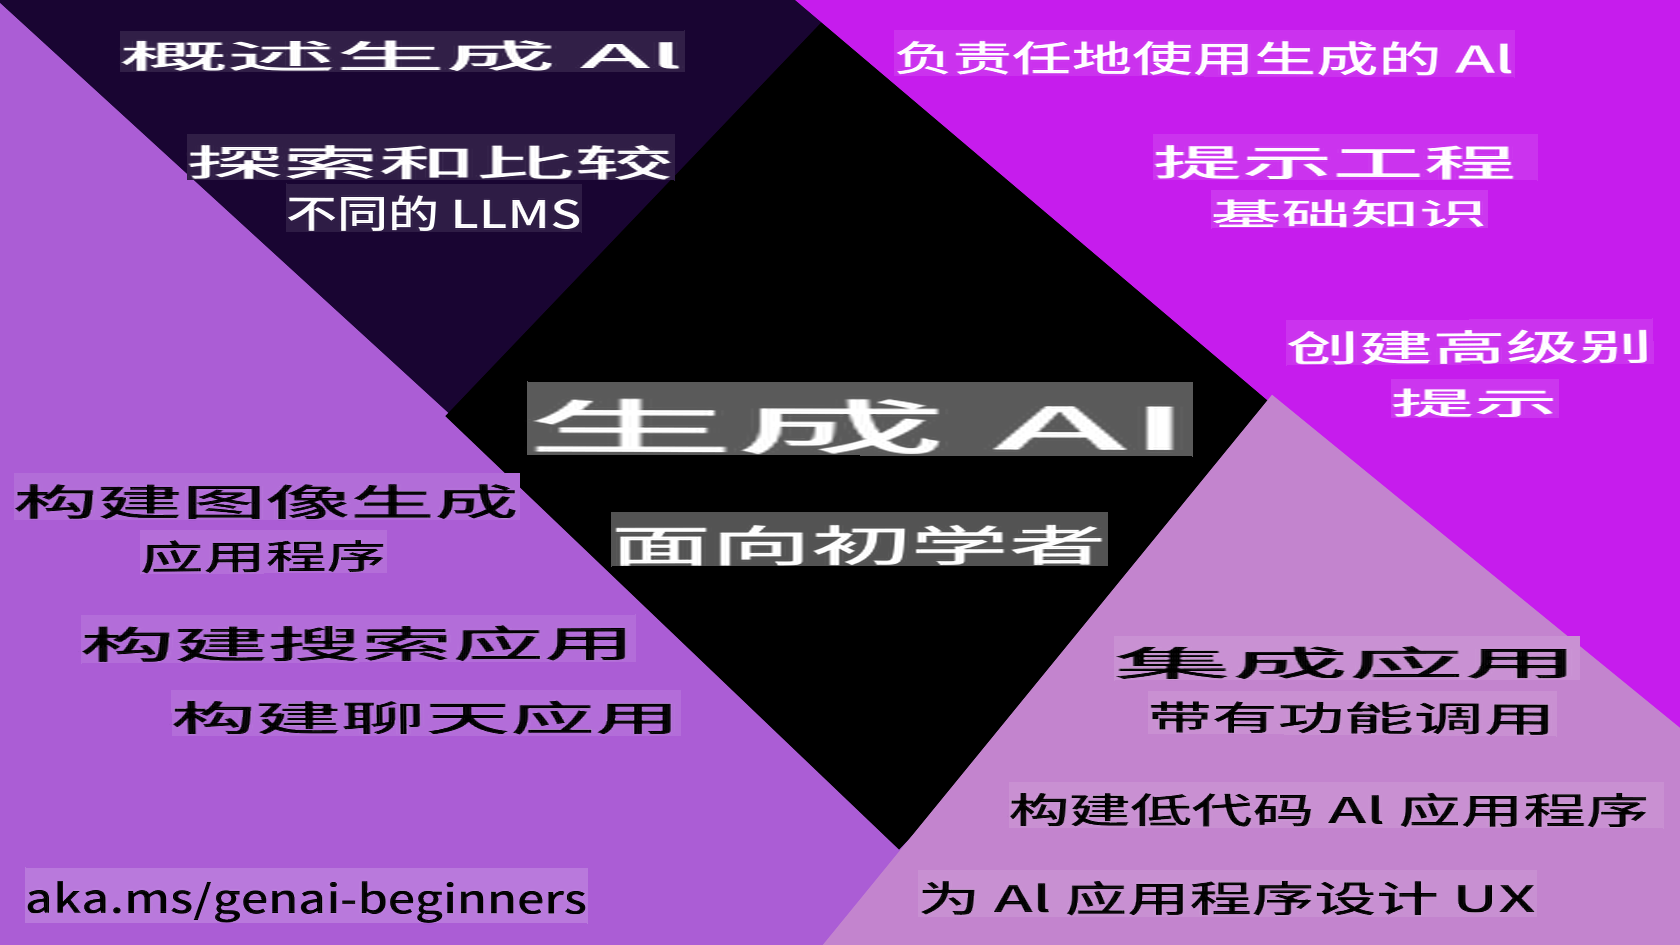 概述生成 AI
探索和比较
不同的 LLMS
负责任地使用生成的 AI
提示工程
基础知识
创建高级别
提示
生成 AI
面向初学者
构建图像生成
应用程序
构建搜索应用
构建聊天应用
集成应用
带有功能调用
构建低代码 AI 应用程序
为 AI 应用程序设计 UX
aka.ms/genai-beginners